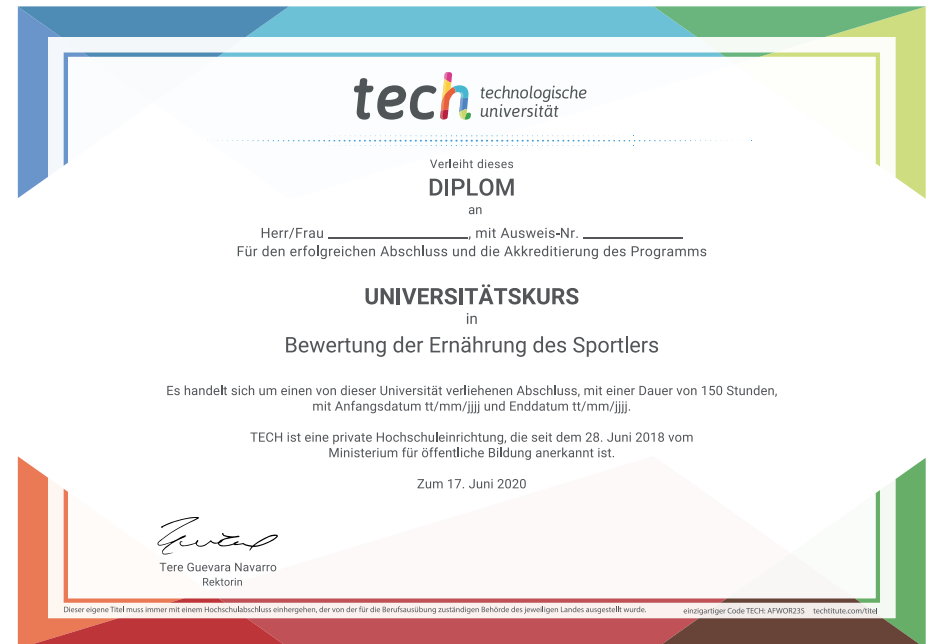 tech technologische
universität
Verleiht dieses
DIPLOM
an
Herr/Frau ____________________, mit Ausweis-Nr. ______________
Für den erfolgreichen Abschluss und die Akkreditierung des Programms
UNIVERSITÄTSKURS
in
Bewertung der Ernährung des Sportlers
Es handelt sich um einen von dieser Universität verliehenen Abschluss, mit einer Dauer von 150 Stunden,
mit Anfangsdatum tt/mm/jjjj und Enddatum tt/mm/jjjj.
TECH ist eine private Hochschuleinrichtung, die seit dem 28. Juni 2018 vom
Ministerium für öffentliche Bildung anerkannt ist.
Zum 17. Juni 2020
Tere Guevara Navarro
Rektorin
Dieser eigene Titel muss immer mit einem Hochschulabschluss einhergehen, der von der für die Berufsausübung zuständigen Behörde des jeweiligen Landes ausgestellt wurde. einzigartiger Code TECH: AFWOR23S techtitute.com/titel